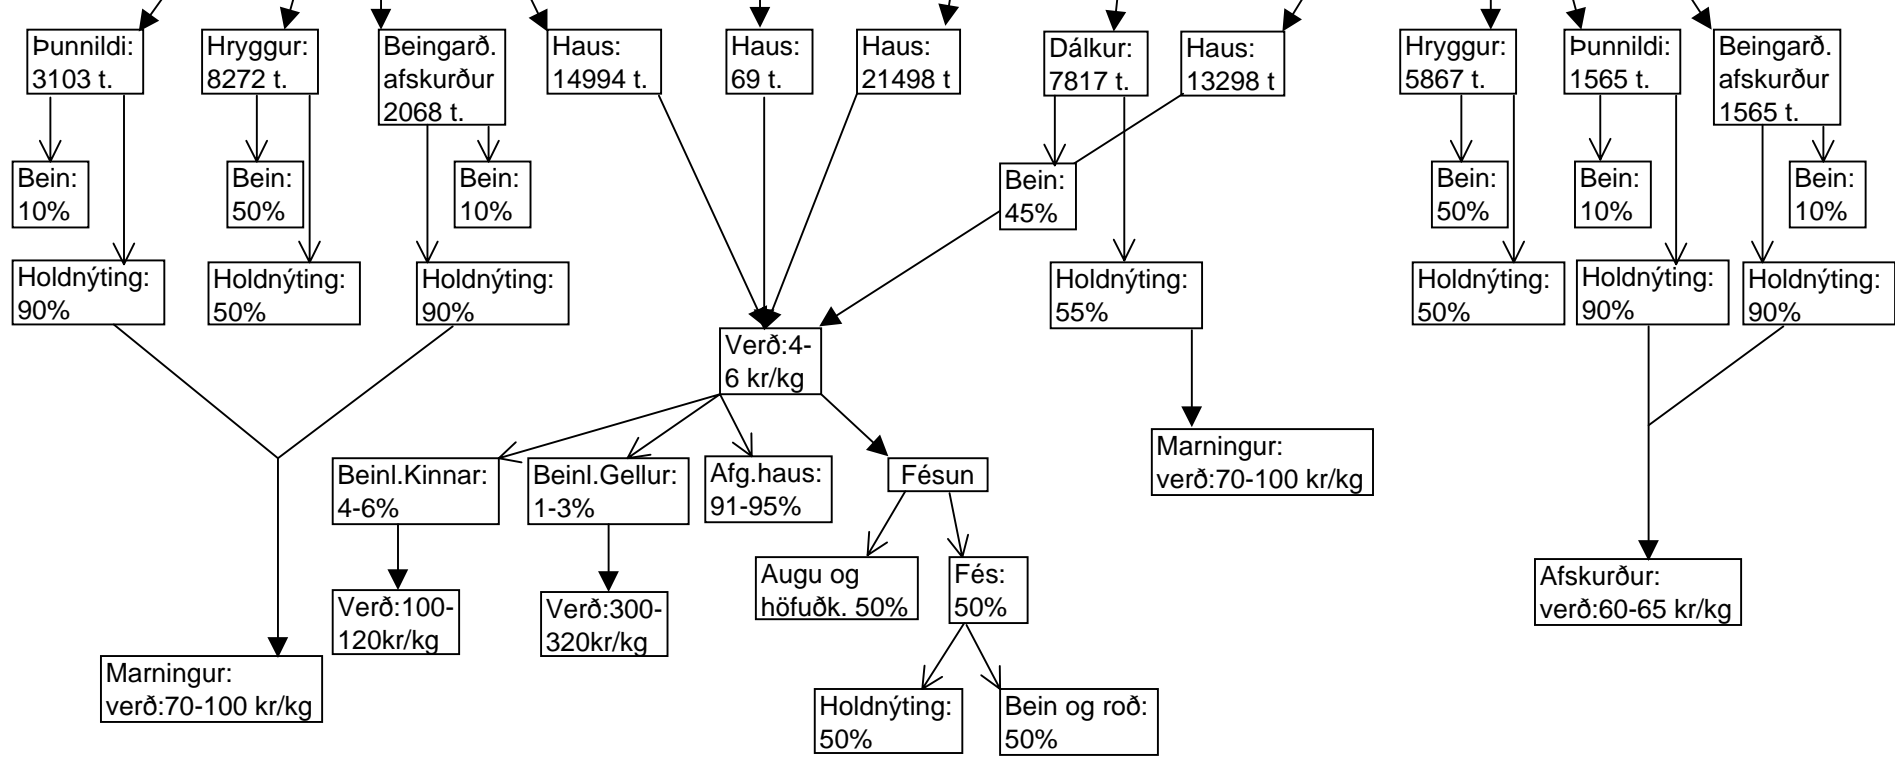 Þunnildi:
3103 t.
Hryggur:
8272 t.
Beingarð.
afskurður
2068 t.
Haus:
14994 t.
Haus:
69 t.
Haus:
21498 t
Dálkur:
7817 t.
Haus:
13298 t
Hryggur:
5867 t.
Þunnildi:
1565 t.
Beingarð.
afskurður
1565 t.
Bein:
10%
Bein:
50%
Bein:
10%
Bein:
45%
Bein:
50%
Bein:
10%
Bein:
10%
Holdnýting:
90%
Holdnýting:
50%
Holdnýting:
90%
Holdnýting:
55%
Holdnýting:
50%
Holdnýting:
90%
Holdnýting:
90%
Verð:4-
6 kr/kg
Beinl.Kinnar:
4-6%
Beinl.Gellur:
1-3%
Afg.haus:
91-95%
Fésun
Marningur:
verð:70-100 kr/kg
Augu og
höfuðk. 50%
Fés:
50%
Afskurður:
verð:60-65 kr/kg
Verð:100-
120kr/kg
Verð:300-
320kr/kg
Marningur:
verð:70-100 kr/kg
Holdnýting:
50%
Bein og roð:
50%